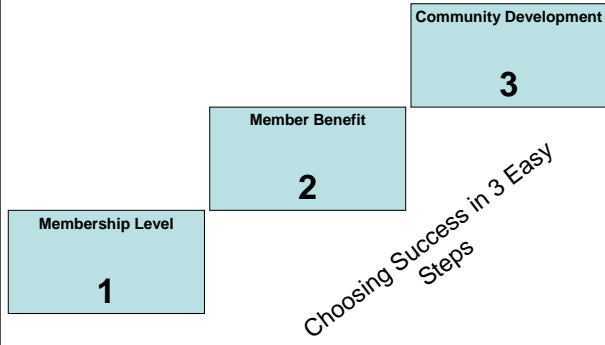 Community Development
3
Member Benefit
2
Membership Level
1
Choosing Success in 3 Easy
Steps